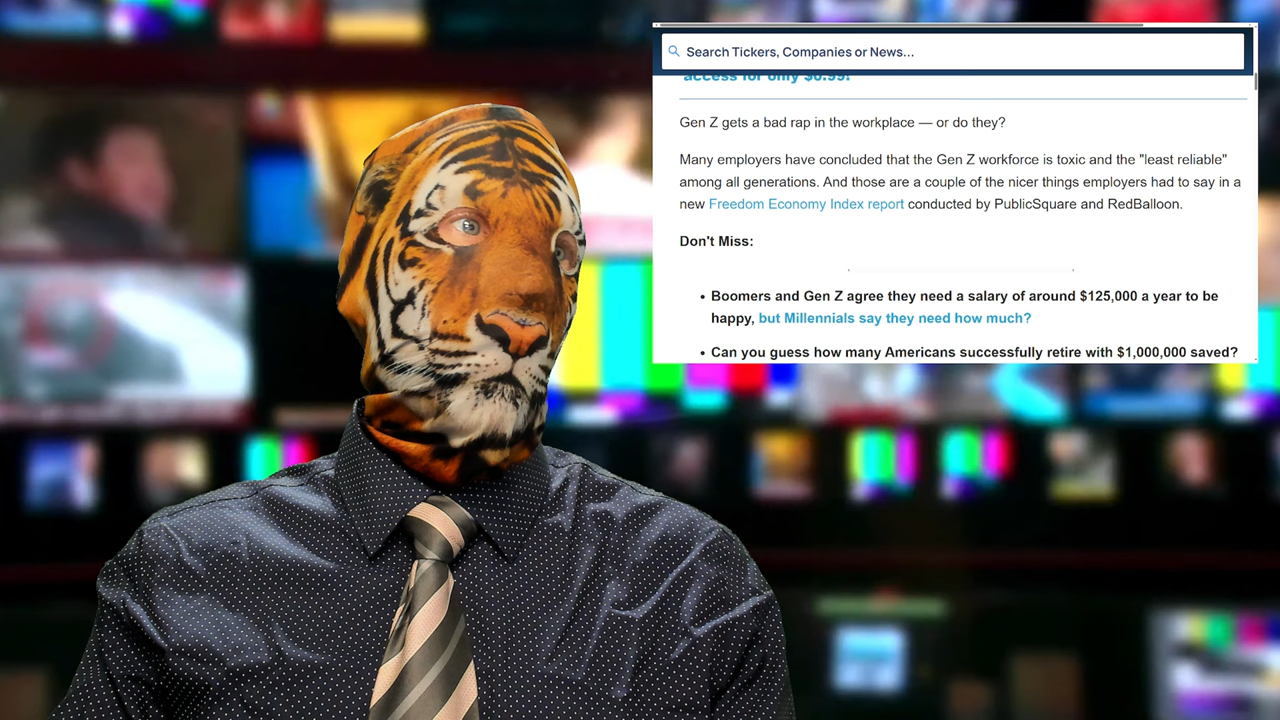 Search Tickers, Companies or News...
access for only $0.99!
Gen Z gets a bad rap in the workplace — or do they?
Many employers have concluded that the Gen Z workforce is toxic and the "least reliable"
among all generations. And those are a couple of the nicer things employers had to say in a
new Freedom Economy Index report conducted by PublicSquare and RedBalloon.
Don't Miss:
• Boomers and Gen Z agree they need a salary of around $125,000 a year to be
happy, but Millennials say they need how much?
• Can you guess how many Americans successfully retire with $1,000,000 saved?